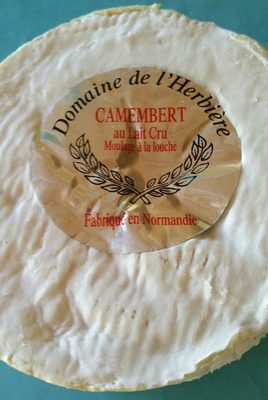 Domaine de l'Herbière
CAMEMBERT
au Lait Cru
Moulage à la louche
Fabriqué en Normandie